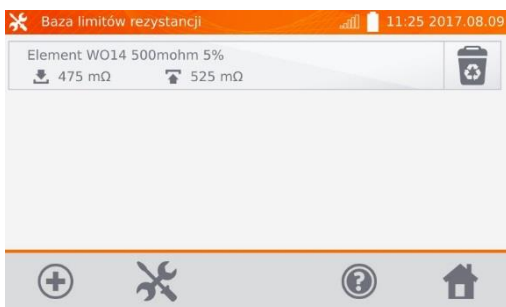 Baza limitów rezystancji 11:25 2017.08.09
Element WO14 500mohm 5%
475 mΩ 525 mΩ